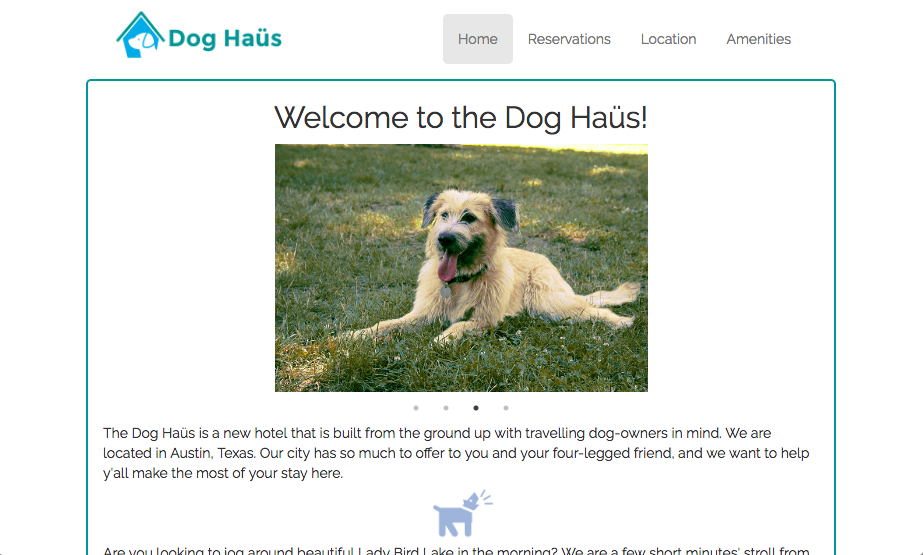 Dog Haüs
Home Reservations Location Amenities
Welcome to the Dog Haüs!
The Dog Haüs is a new hotel that is built from the ground up with travelling dog-owners in mind. We are
located in Austin, Texas. Our city has so much to offer to you and your four-legged friend, and we want to help
y'all make the most of your stay here.
Are you looking to jog around beautiful Lady Bird Lake in the morning? We are a few short minutes' stroll from